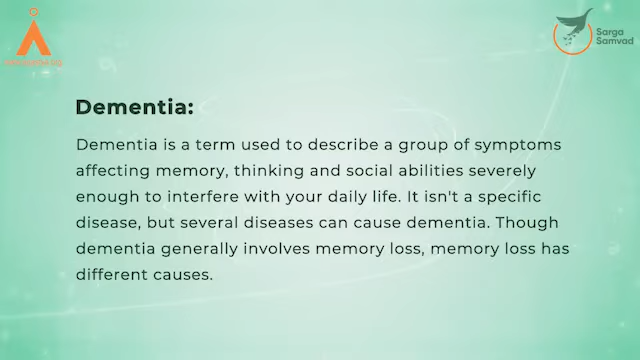 Sarga
Samvad
Dementia:
Dementia is a term used to describe a group of symptoms
affecting memory, thinking and social abilities severely
enough to interfere with your daily life. It isn't a specific
disease, but several diseases can cause dementia. Though
dementia generally involves memory loss, memory loss has
different causes.